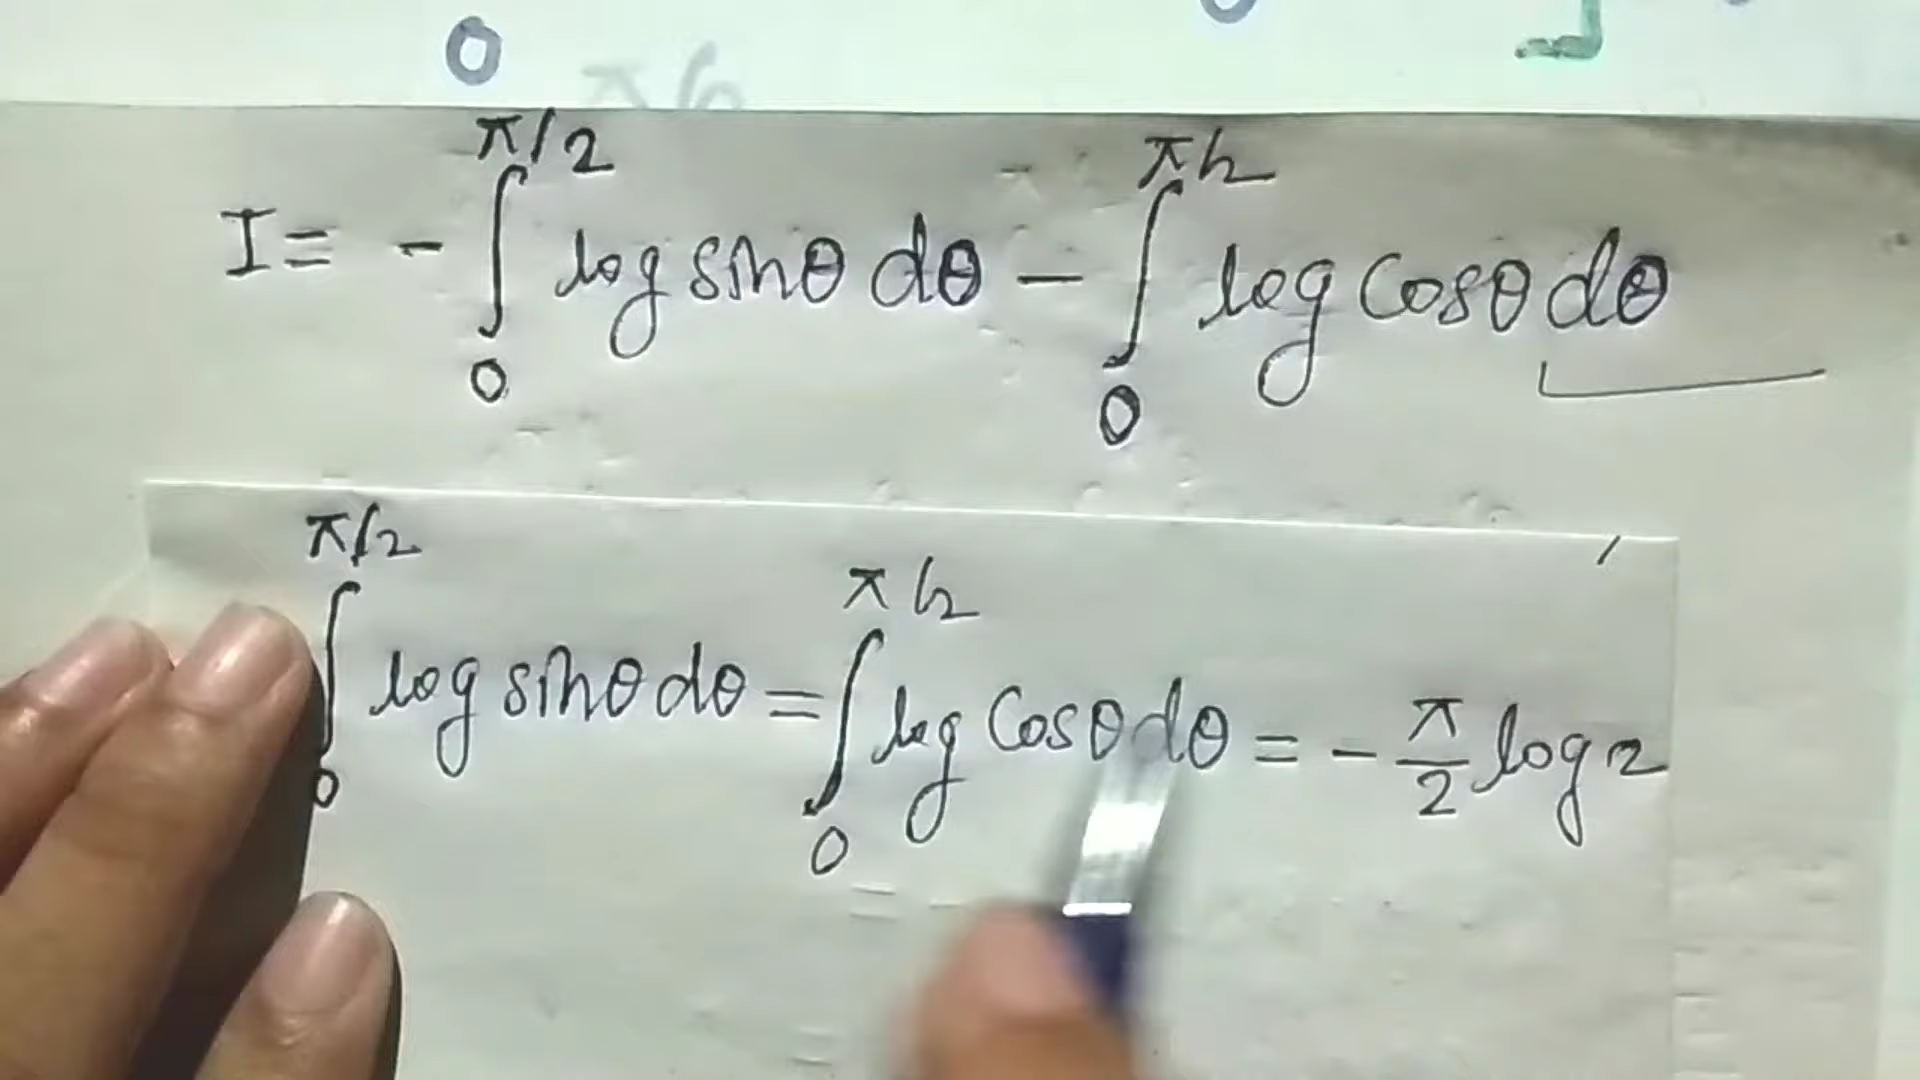 0
I = - ∫₀^{π/2} log sinθ dθ - ∫₀^{π/2} log cosθ dθ
∫₀^{π/2} log sinθ dθ = ∫₀^{π/2} log cosθ dθ = - π/2 log 2